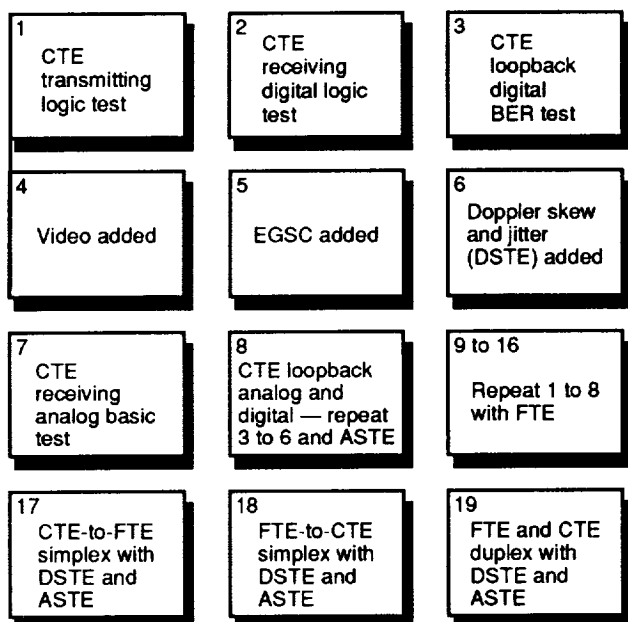 1
CTE
transmitting
logic test
2
CTE
receiving
digital logic
test
3
CTE
loopback
digital
BER test
4
Video added
5
EGSC added
6
Doppler skew
and jitter
(DSTE) added
7
CTE
receiving
analog basic
test
8
CTE loopback
analog and
digital — repeat
3 to 6 and ASTE
9 to 16
Repeat 1 to 8
with FTE
17
CTE-to-FTE
simplex with
DSTE and
ASTE
18
FTE-to-CTE
simplex with
DSTE and
ASTE
19
FTE and CTE
duplex with
DSTE and
ASTE